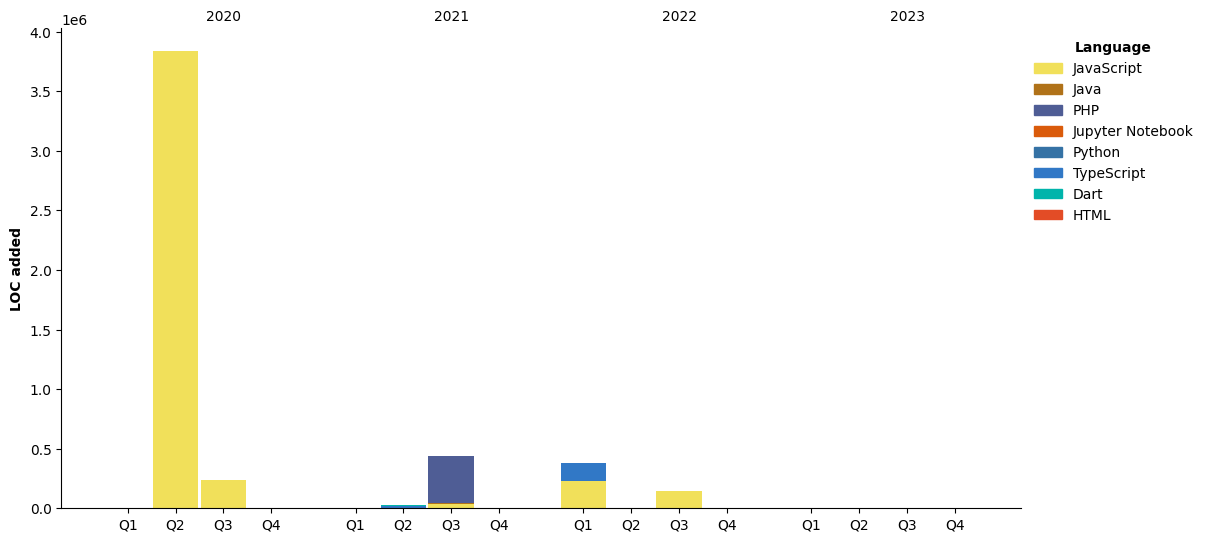 1e6
2020 2021 2022 2023
4.0
3.5
3.0
2.5
2.0
1.5
1.0
0.5
0.0
LOC added
Q1 Q2 Q3 Q4 Q1 Q2 Q3 Q4 Q1 Q2 Q3 Q4 Q1 Q2 Q3 Q4
Language
JavaScript
Java
PHP
Jupyter Notebook
Python
TypeScript
Dart
HTML